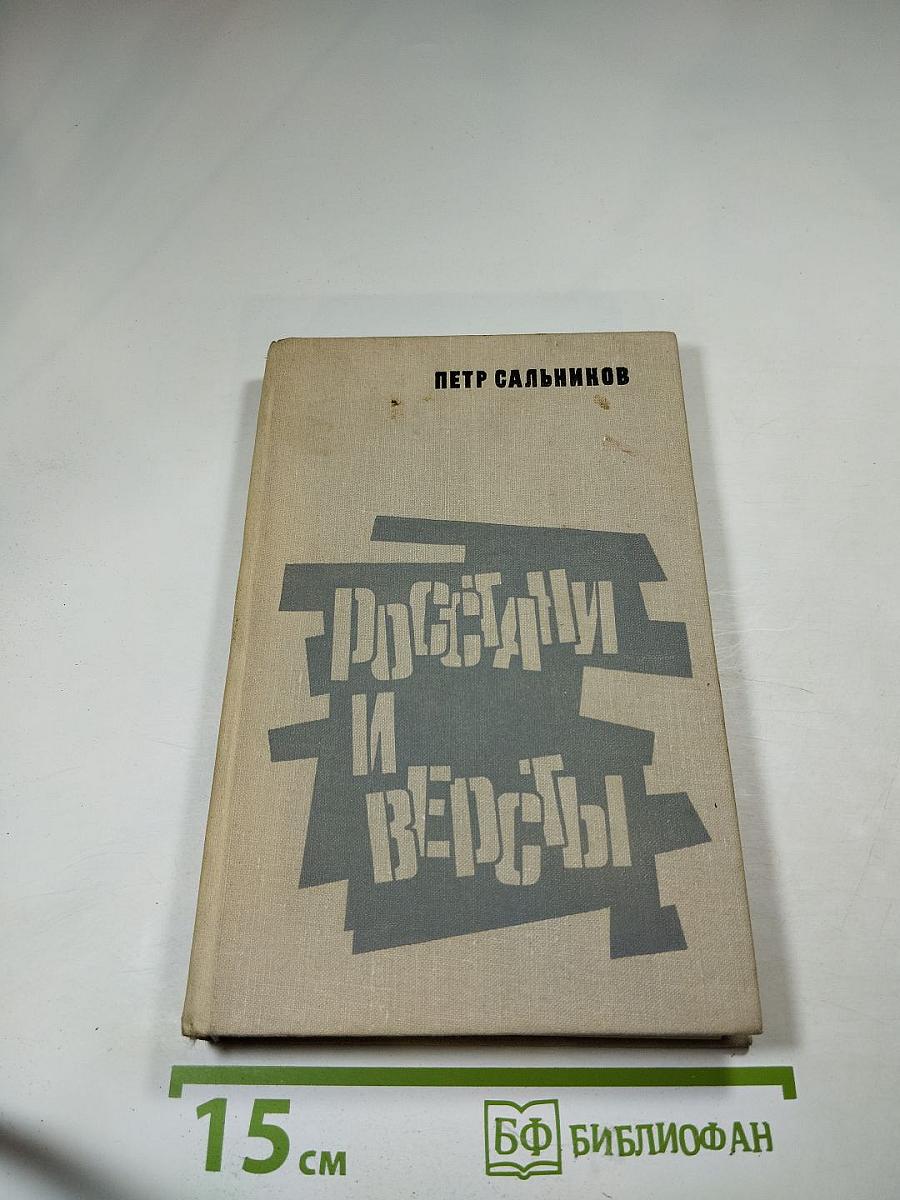 ПЕТР САЛЬНИКОВ
РОССТАНИ
И
ВЕРСТЫ
15 см
БФ БИБЛИОФАН